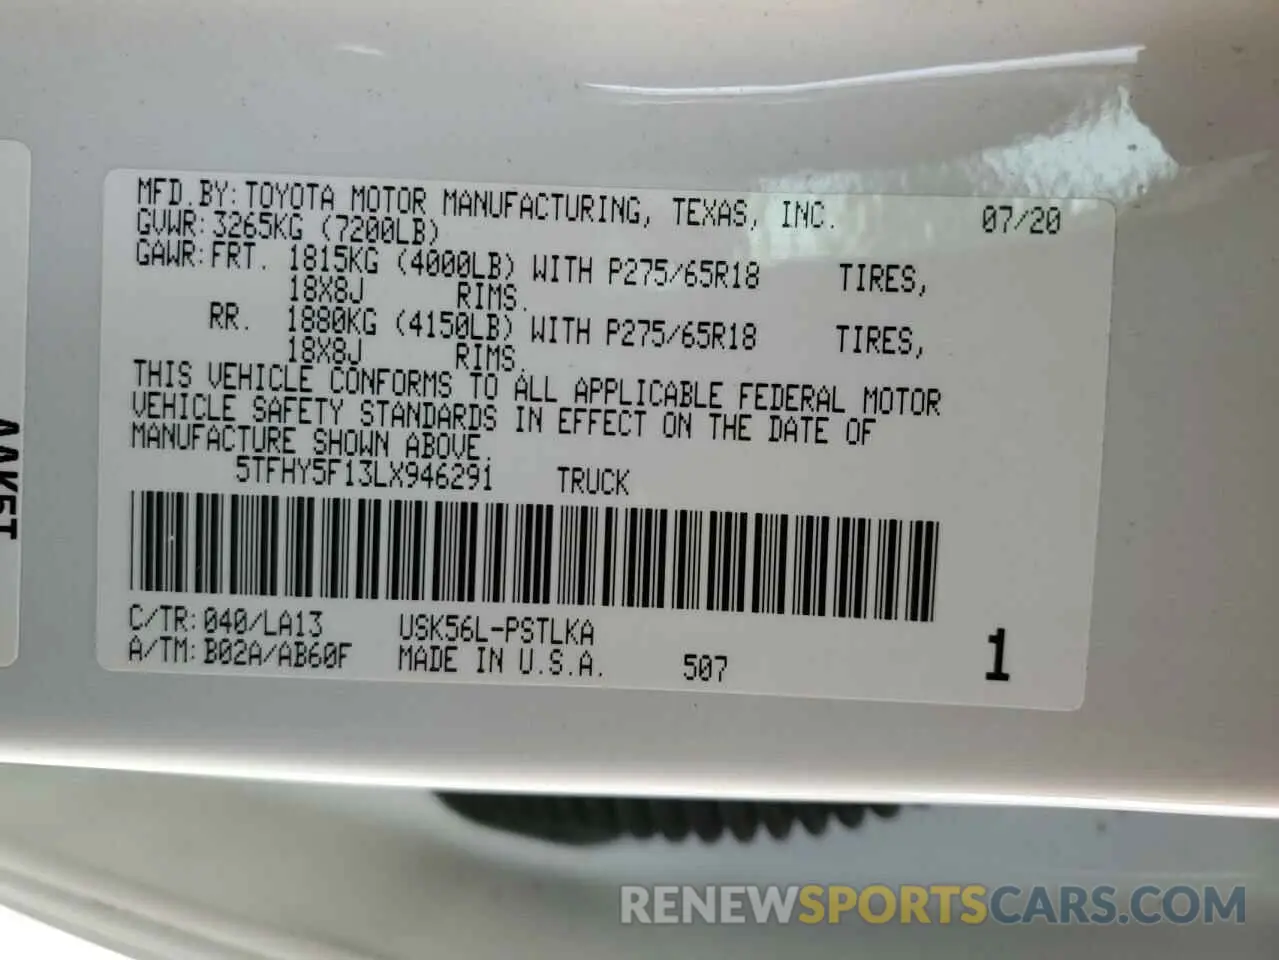 MFD.BY:TOYOTA MOTOR MANUFACTURING, TEXAS, INC. 07/20
GVWR:3265KG (7200LB)
GAWR:FRT. 1815KG (4000LB) WITH P275/65R18 TIRES,
18X8J RIMS.
RR. 1880KG (4150LB) WITH P275/65R18 TIRES,
18X8J RIMS.
THIS VEHICLE CONFORMS TO ALL APPLICABLE FEDERAL MOTOR
VEHICLE SAFETY STANDARDS IN EFFECT ON THE DATE OF
MANUFACTURE SHOWN ABOVE.
5TFHY5F13LX946291 TRUCK
C/TR:040/LA13 USK56L-PSTLKA
A/TM:B02A/AB60F MADE IN U.S.A. 507 1
RENEWSPORTSCARS.COM